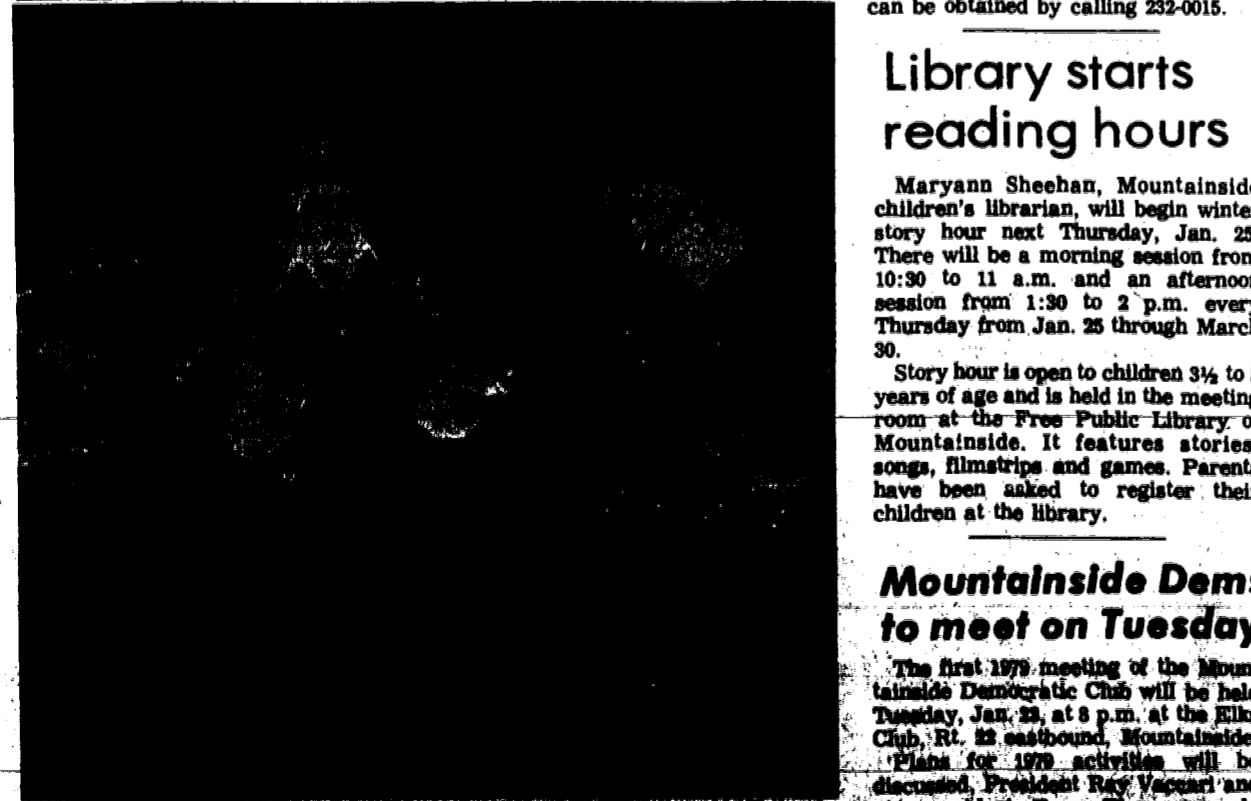 can be obtained by calling 232-0015.
Library starts
reading hours
Maryann Sheehan, Mountainside
children's librarian, will begin winte
story hour next Thursday, Jan. 25
There will be a morning session from
10:30 to 11 a.m. and an afternoon
session from 1:30 to 2 p.m. every
Thursday from Jan. 25 through March
30.
Story hour is open to children 3½ to
years of age and is held in the meeting
room at the Free Public Library o
Mountainside. It features stories,
songs, filmstrips and games. Parents
have been asked to register their
children at the library.
Mountainside Dems
to meet on Tuesday
The first 1979 meeting of the Moun-
tainside Democratic Club will be held
Tuesday, Jan. 23, at 8 p.m. at the Elks
Club, Rt. 22 eastbound, Mountainside.
Plans for 1979 activities will be
discussed, President Ray Vaccari and